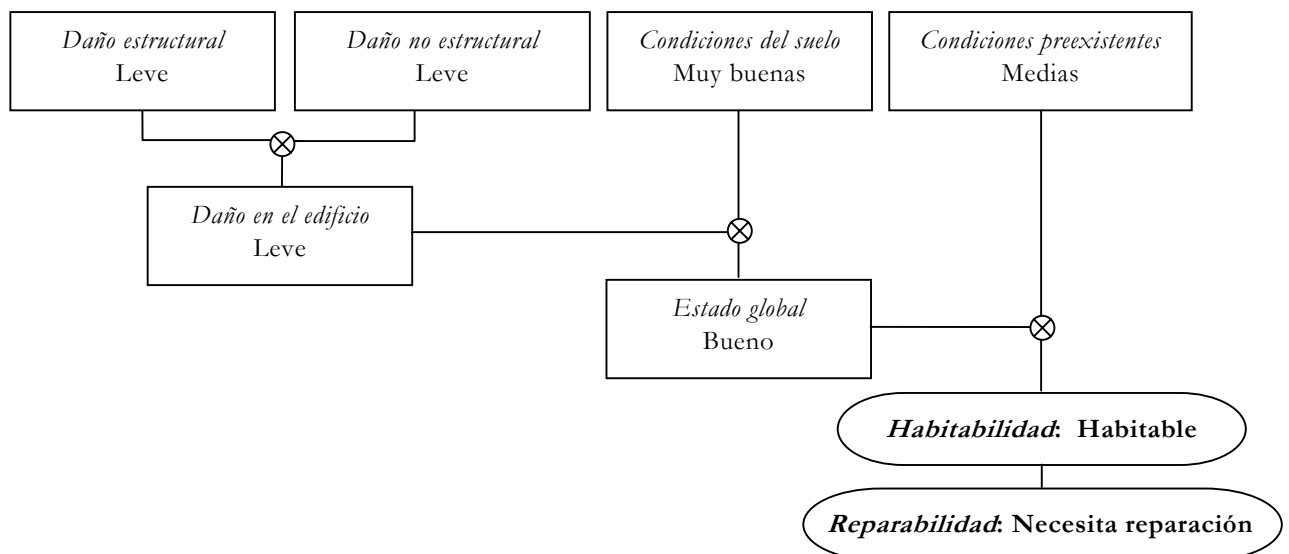 Daño estructural
Leve
Daño no estructural
Leve
Condiciones del suelo
Muy buenas
Condiciones preexistentes
Medias
Daño en el edificio
Leve
Estado global
Bueno
Habitabilidad: Habitable
Reparabilidad: Necesita reparación